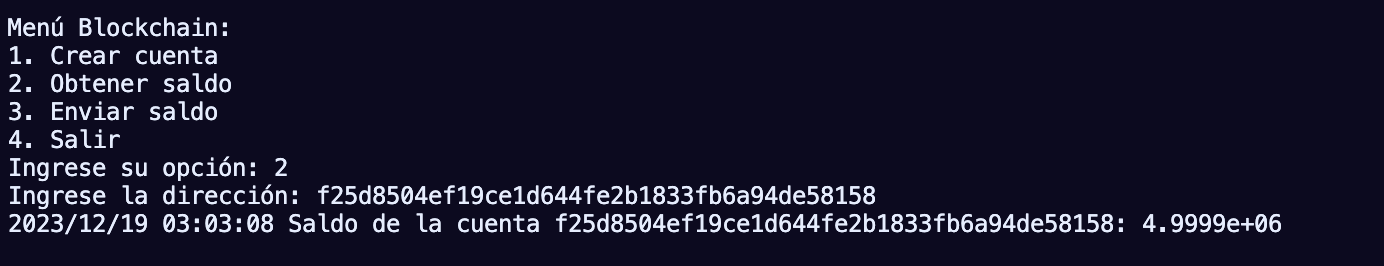 Menú Blockchain:
1. Crear cuenta
2. Obtener saldo
3. Enviar saldo
4. Salir
Ingrese su opción: 2
Ingrese la dirección: f25d8504ef19ce1d644fe2b1833fb6a94de58158
2023/12/19 03:03:08 Saldo de la cuenta f25d8504ef19ce1d644fe2b1833fb6a94de58158: 4.9999e+06